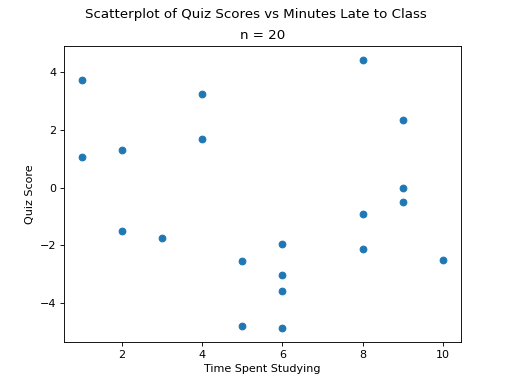 Scatterplot of Quiz Scores vs Minutes Late to Class
n = 20
4
2
0
−2
−4
Quiz Score
2 4 6 8 10
Time Spent Studying